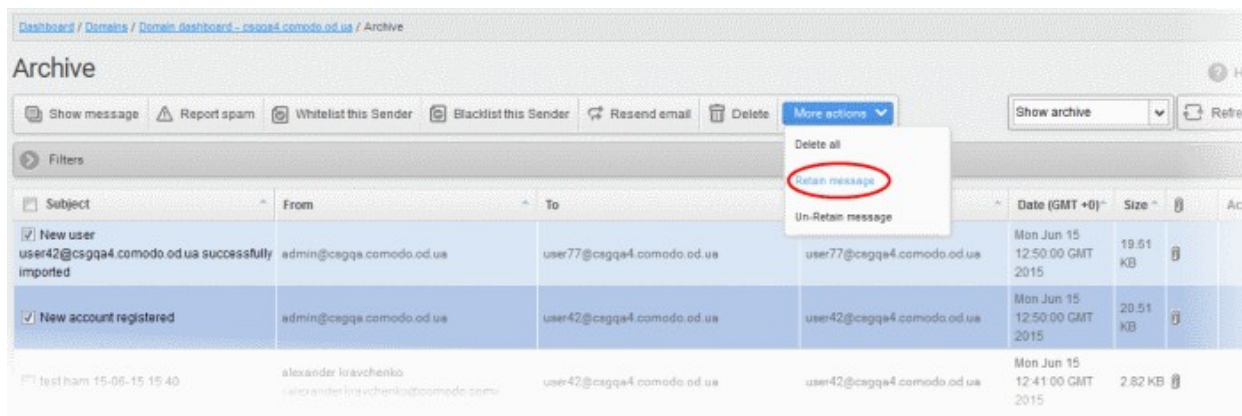 Dashboard / Domains / Domain dashboard - csgqa4.comodo.od.ua / Archive
Archive
Show message Report spam Whitelist this Sender Blacklist this Sender Resend email Delete More actions Show archive
Delete all
Filters
Retain message
Subject From To Date (GMT +0) Size
Un-Retain message
New user
user42@csgqa4.comodo.od.ua successfully
imported
admin@csgqa.comodo.od.ua
user77@csgqa4.comodo.od.ua
user77@csgqa4.comodo.od.ua
Mon Jun 15
12:50:00 GMT
2015
19.51
KB
New account registered
admin@csgqa.comodo.od.ua
user42@csgqa4.comodo.od.ua
user42@csgqa4.comodo.od.ua
Mon Jun 15
12:50:00 GMT
2015
20.51
KB
test ham 15-06-15 15:40
alexander kravchenko
user42@csgqa4.comodo.od.ua
user42@csgqa4.comodo.od.ua
Mon Jun 15
12:41:00 GMT
2015
2.82 KB